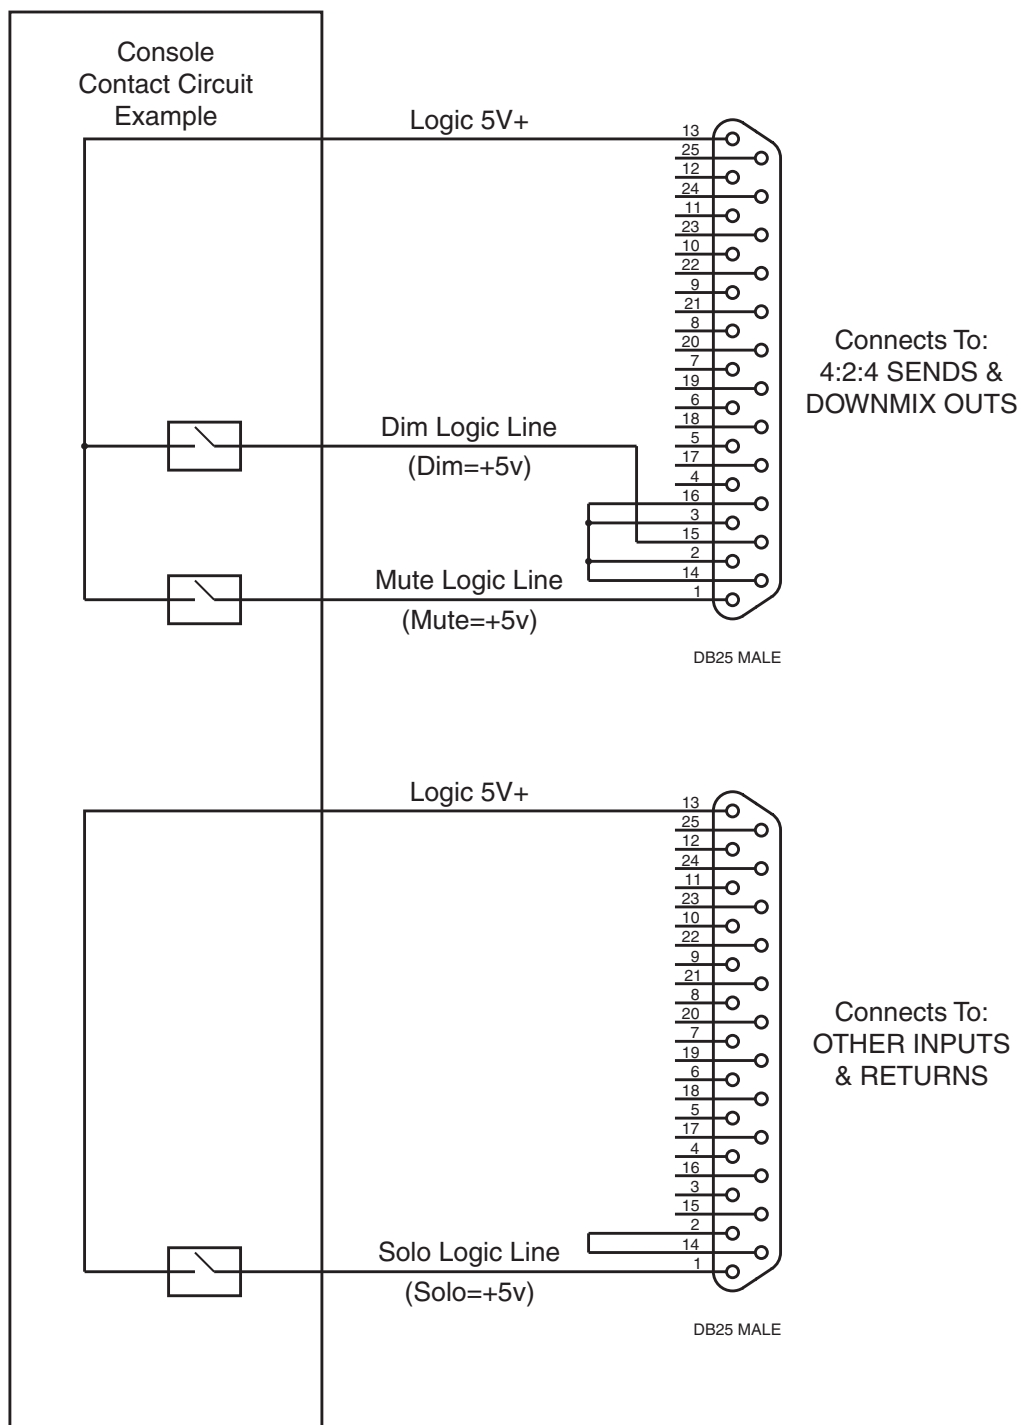 Console
Contact Circuit
Example
Logic 5V+
13
25
12
24
11
23
10
22
9
21
8
20
7
19
6
18
5
17
4
16
3
15
2
14
1
Connects To:
4:2:4 SENDS &
DOWNMIX OUTS
Dim Logic Line
(Dim=+5v)
Mute Logic Line
(Mute=+5v)
DB25 MALE
Logic 5V+
13
25
12
24
11
23
10
22
9
21
8
20
7
19
6
18
5
17
4
16
3
15
2
14
1
Connects To:
OTHER INPUTS
& RETURNS
Solo Logic Line
(Solo=+5v)
DB25 MALE